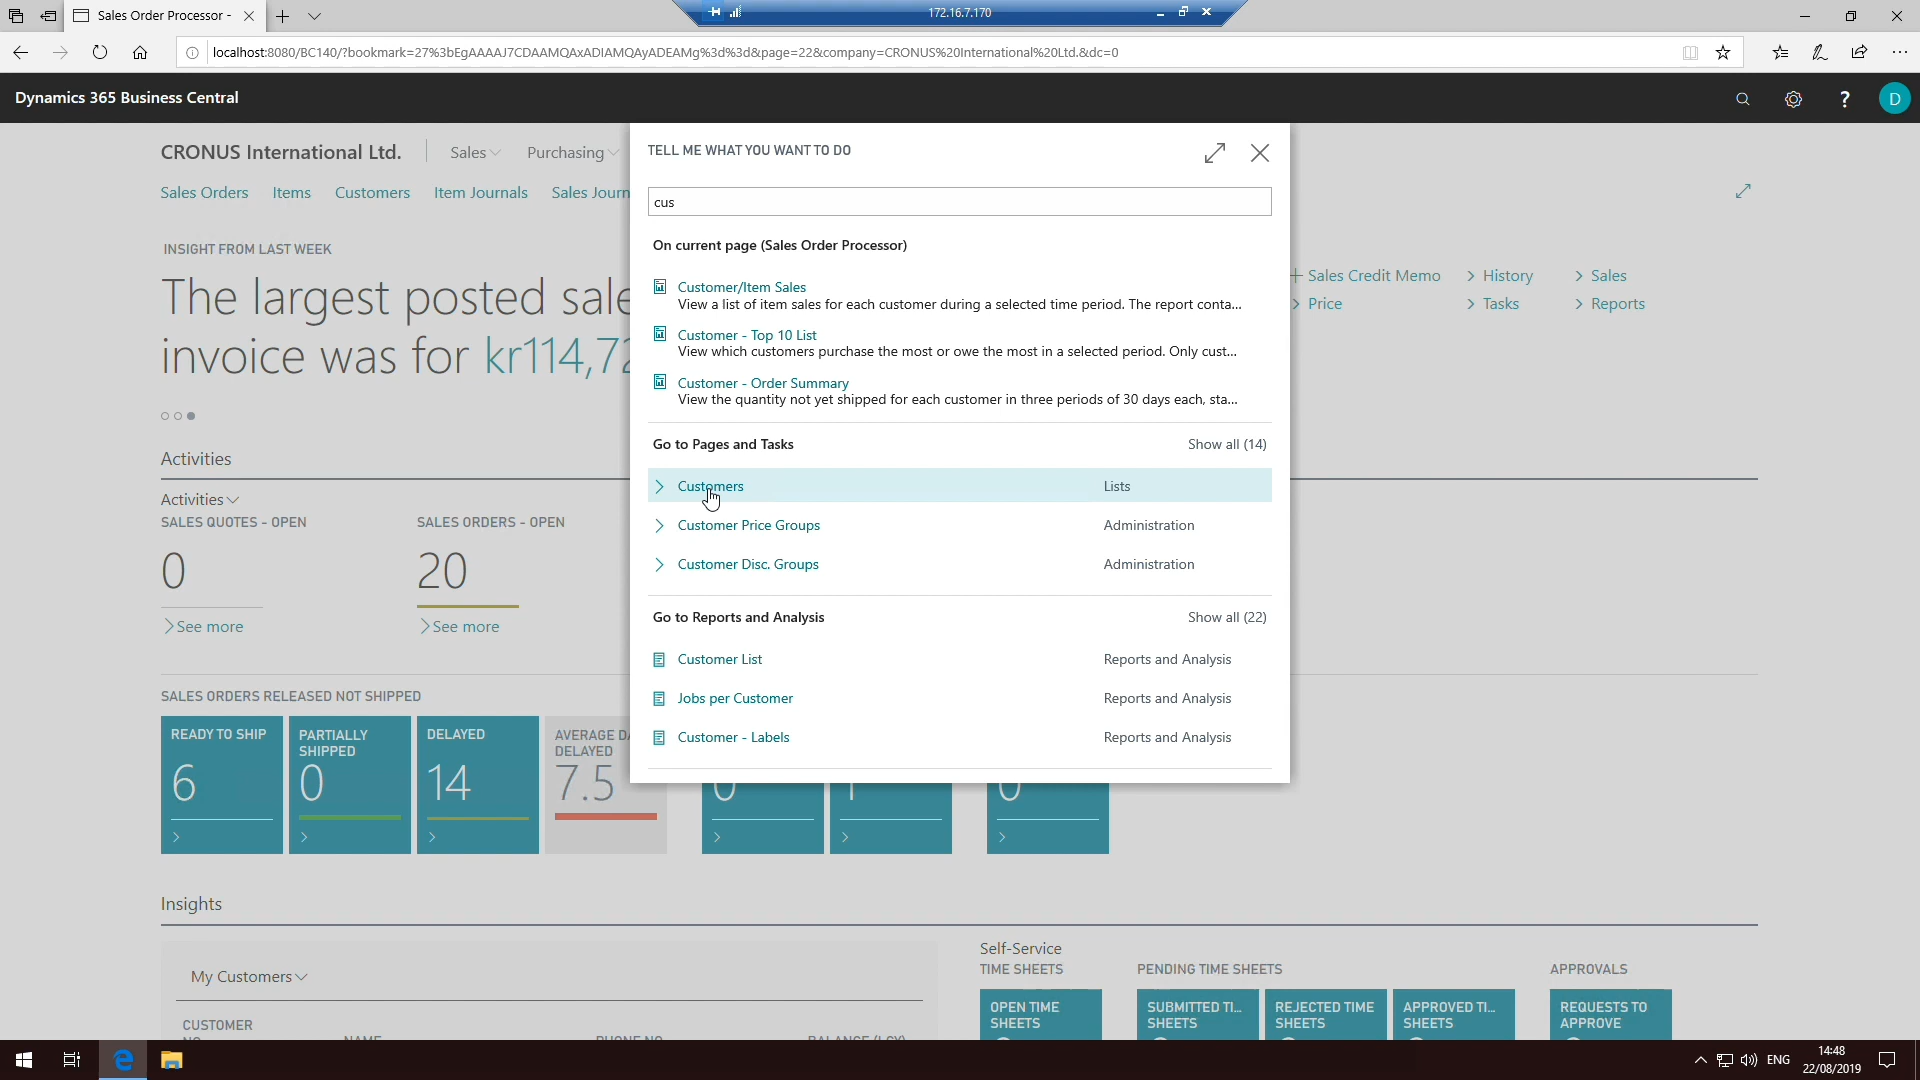 Sales Order Processor -
172.16.7.170
localhost:8080/BC140/?bookmark=27%3bEgAAAAJ7CDAAMQAxADIAMQAyADEAMg%3d%3d&page=22&company=CRONUS%20International%20Ltd.&dc=0
Dynamics 365 Business Central
?
D
CRONUS International Ltd.
Sales
Purchasing
Sales Orders
Items
Customers
Item Journals
Sales Journ
INSIGHT FROM LAST WEEK
The largest posted sale
invoice was for kr114,72
TELL ME WHAT YOU WANT TO DO
cus
On current page (Sales Order Processor)
Customer/Item Sales
View a list of item sales for each customer during a selected time period. The report conta...
Customer - Top 10 List
View which customers purchase the most or owe the most in a selected period. Only cust...
Customer - Order Summary
View the quantity not yet shipped for each customer in three periods of 30 days each, sta...
Go to Pages and Tasks
Show all (14)
Customers
Lists
Customer Price Groups
Administration
Customer Disc. Groups
Administration
Go to Reports and Analysis
Show all (22)
Customer List
Reports and Analysis
Jobs per Customer
Reports and Analysis
Customer - Labels
Reports and Analysis
+ Sales Credit Memo
> History
> Sales
> Price
> Tasks
> Reports
Activities
Activities
SALES QUOTES - OPEN
SALES ORDERS - OPEN
0
20
>See more
>See more
SALES ORDERS RELEASED NOT SHIPPED
READY TO SHIP
6
PARTIALLY
SHIPPED
0
DELAYED
14
AVERAGE DA
DELAYED
7.5
0
1
0
Insights
My Customers
CUSTOMER
NO.
NAME
PHONE NO.
BALANCE (LCY)
Self-Service
TIME SHEETS
PENDING TIME SHEETS
APPROVALS
OPEN TIME
SHEETS
SUBMITTED TI...
SHEETS
REJECTED TIME
SHEETS
APPROVED TI...
SHEETS
REQUESTS TO
APPROVE
ENG
14:48
22/08/2019